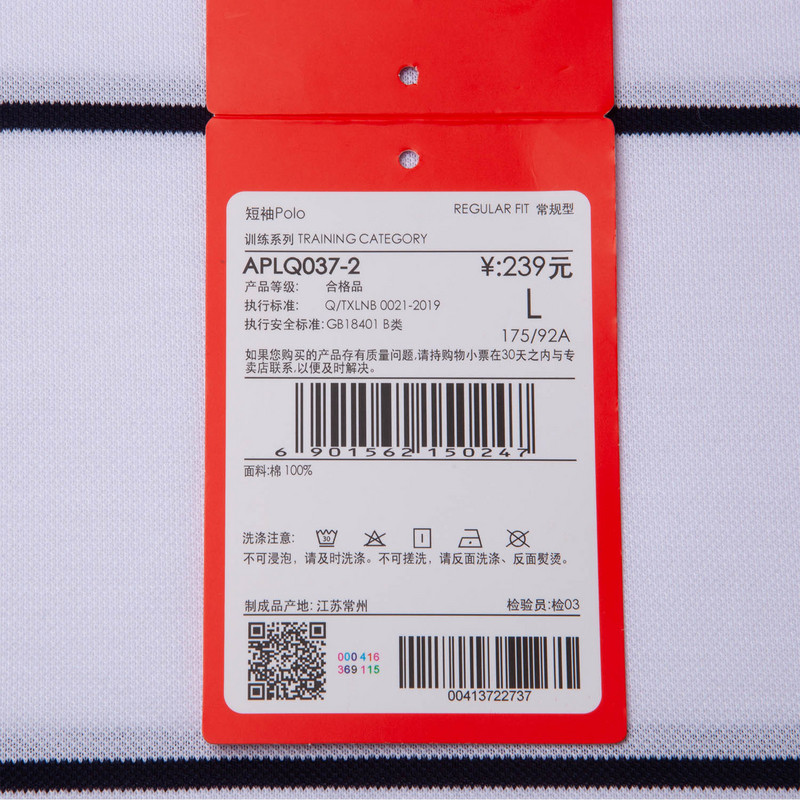 短袖Polo
REGULAR FIT 常规型
训练系列 TRAINING CATEGORY
APLQ037-2
¥:239元
产品等级: 合格品
执行标准: Q/TXLNB 0021-2019
L
执行安全标准:GB18401 B类
175/92A
如果您购买的产品存有质量问题,请持购物小票在30天之内与专
卖店联系,以便及时解决。
6 901562 150247
面料:棉 100%
洗涤注意:
30
不可浸泡，请及时洗涤。不可搓洗，请反面洗涤、反面熨烫。
制成品产地: 江苏常州
检验员:检03
000 416
369 115
00413722737